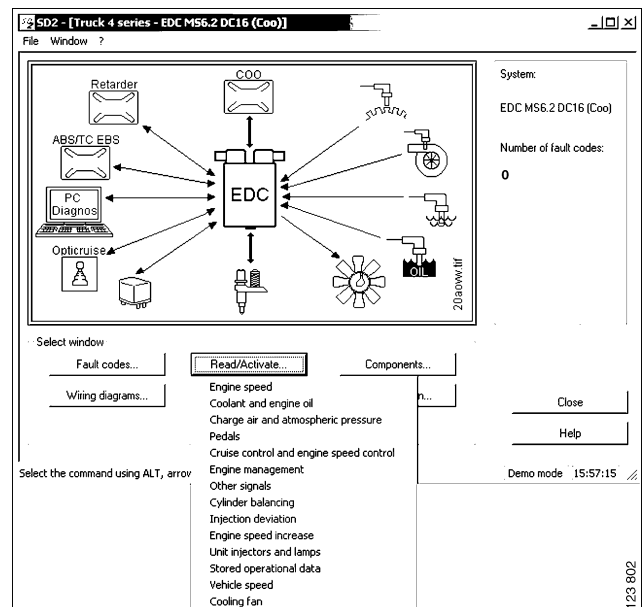 SD2 - [Truck 4 series - EDC MS6.2 DC16 (Coo)]
File Window ?
Retarder
COO
ABS/TC EBS
PC
Diagnos
EDC
Opticruise
OIL
20aovw.tif
System:
EDC MS6.2 DC16 (Coo)
Number of fault codes:
0
Select window
Fault codes...
Read/Activate...
Components...
Wiring diagrams...
n...
Engine speed
Coolant and engine oil
Charge air and atmospheric pressure
Pedals
Cruise control and engine speed control
Engine management
Other signals
Cylinder balancing
Injection deviation
Engine speed increase
Unit injectors and lamps
Stored operational data
Vehicle speed
Cooling fan
Close
Help
Select the command using ALT, arrov
Demo mode 15:57:15
123 802